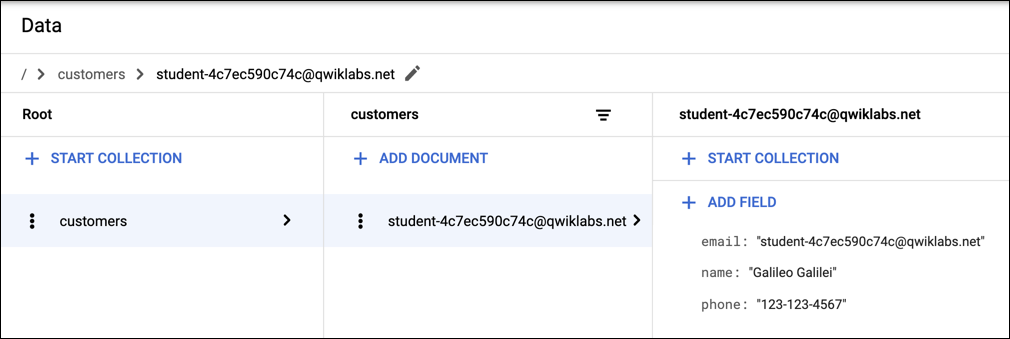 Data
/ > customers > student-4c7ec590c74c@qwiklabs.net
Root
+ START COLLECTION
customers
customers
+ ADD DOCUMENT
student-4c7ec590c74c@qwiklabs.net
student-4c7ec590c74c@qwiklabs.net
+ START COLLECTION
+ ADD FIELD
email: "student-4c7ec590c74c@qwiklabs.net"
name: "Galileo Galilei"
phone: "123-123-4567"